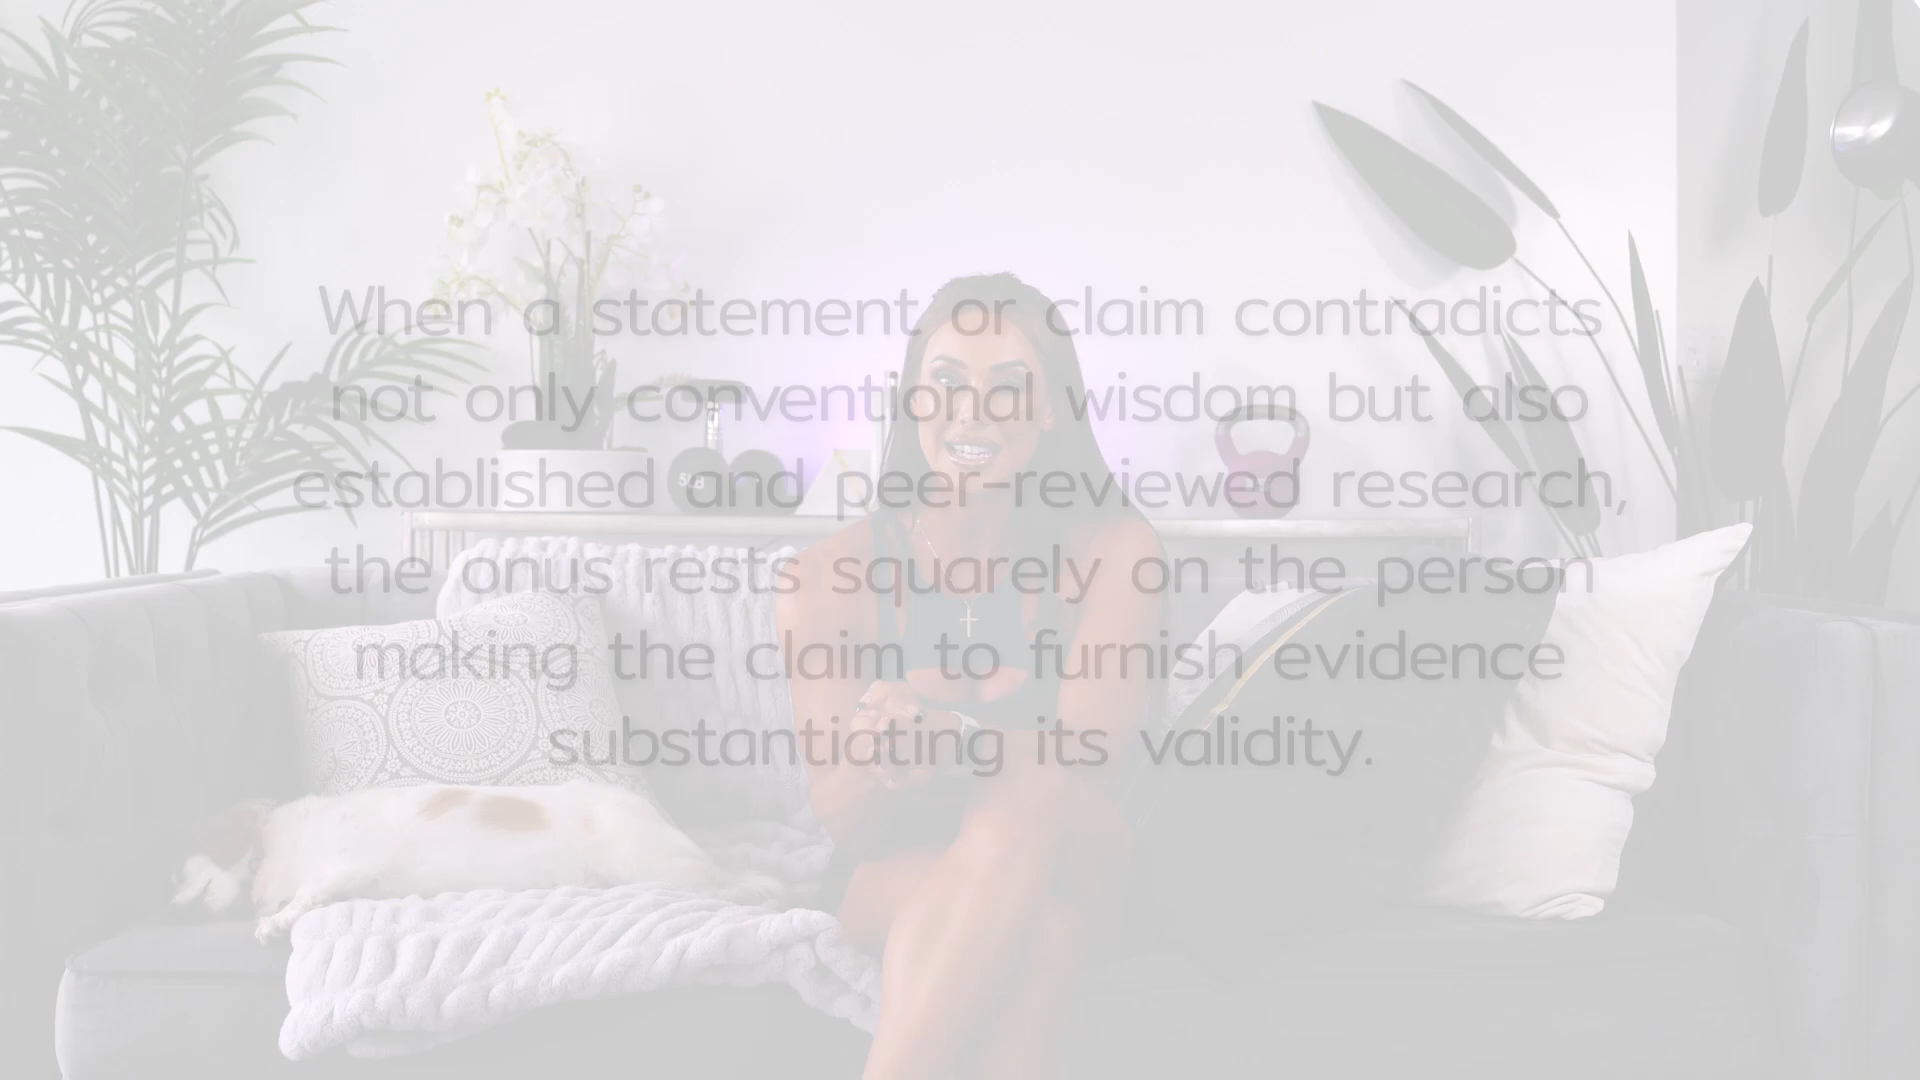 When a statement or claim contradicts
not only conventional wisdom but also
established and peer-reviewed research,
the onus rests squarely on the person
making the claim to furnish evidence
substantiating its validity.
5LB